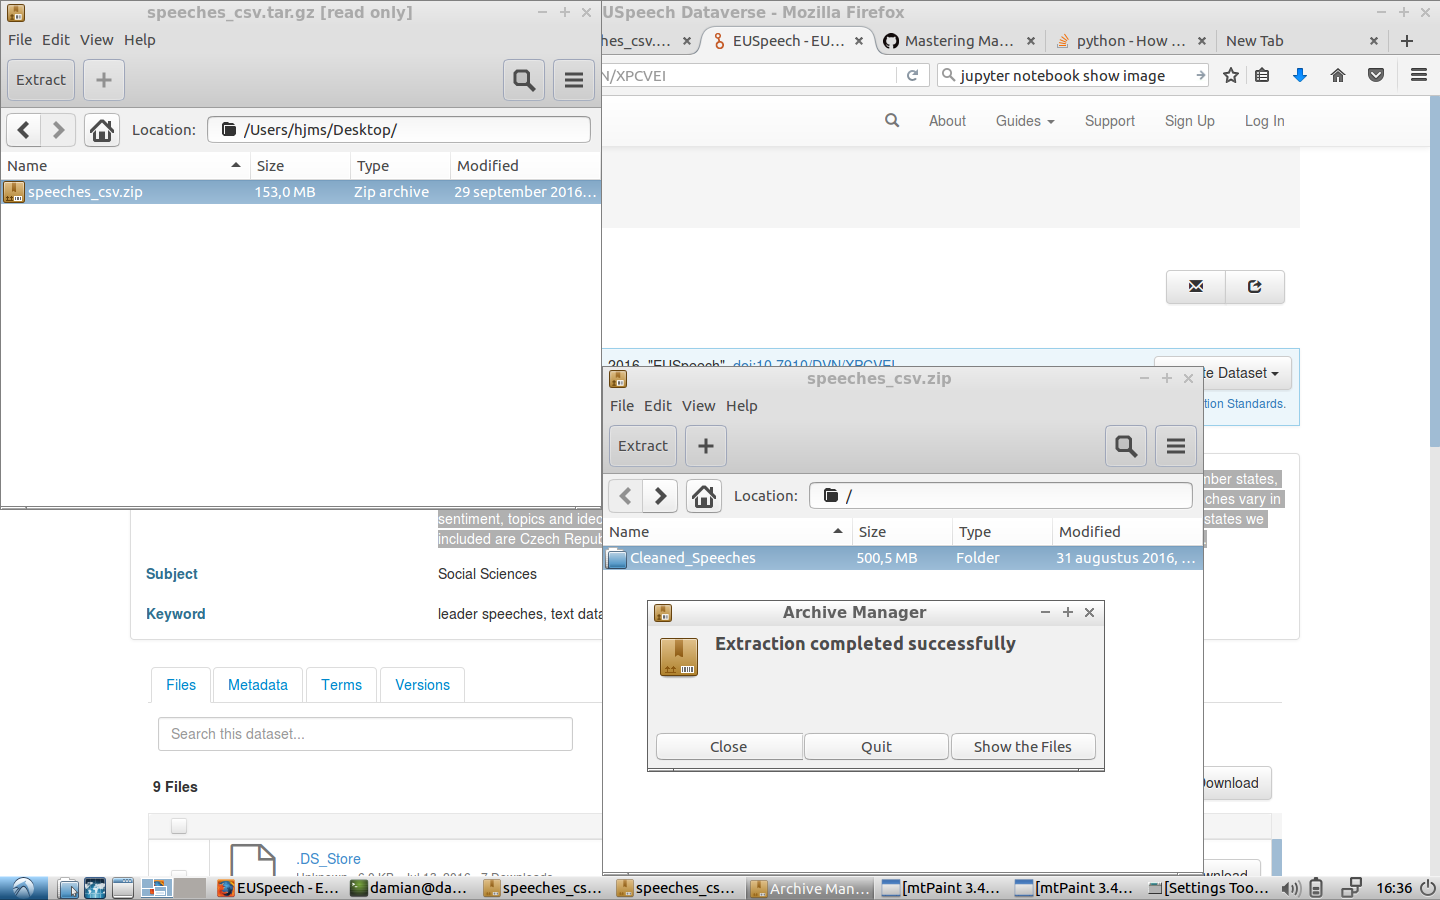 speeches_csv.tar.gz [read only]
File Edit View Help
Extract
Location: /Users/hjms/Desktop/
Name Size Type Modified
speeches_csv.zip 153,0 MB Zip archive 29 september 2016...
USpeech Dataverse - Mozilla Firefox
hes_csv.... EUSpeech - EU... Mastering Ma... python - How ... New Tab
N/XPCVEI
jupyter notebook show image
About Guides Support Sign Up Log In
2016, "EUSpeech", doi:10.7910/DVN/XPCVEI
te Dataset
tion Standards.
mber states,
ches vary in
sentiment, topics and ideo states we
included are Czech Repub
speeches_csv.zip
File Edit View Help
Extract
Location: /
Name Size Type Modified
Cleaned_Speeches 500,5 MB Folder 31 augustus 2016, ...
Archive Manager
Extraction completed successfully
Close Quit Show the Files
Subject Social Sciences
Keyword leader speeches, text data
Files Metadata Terms Versions
Search this dataset...
9 Files
Download
.DS_Store
EUSpeech - E... damian@da... speeches_cs... speeches_cs... Archive Man... [mtPaint 3.4... [mtPaint 3.4... [Settings Too... 16:36